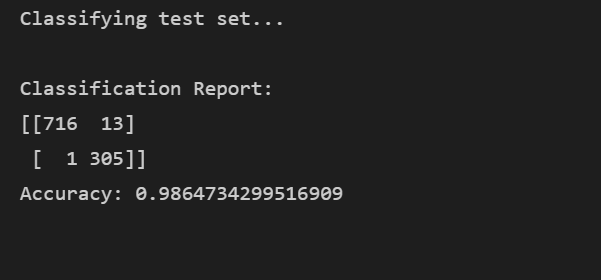 Classifying test set...
Classification Report:
[[716  13]
 [  1 305]]
Accuracy: 0.9864734299516909